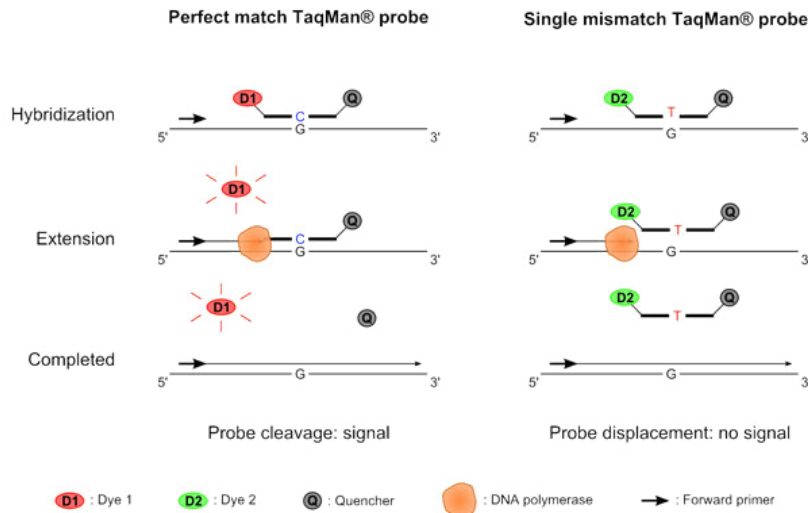 Perfect match TaqMan® probe
Single mismatch TaqMan® probe
Hybridization
D1
Q
C
G
5'
3'
D2
Q
T
G
5'
3'
Extension
D1
Q
C
G
5'
3'
D2
Q
T
G
5'
3'
Completed
D1
Q
G
5'
3'
D2
Q
T
G
5'
3'
Probe cleavage: signal
Probe displacement: no signal
D1 : Dye 1
D2 : Dye 2
Q : Quencher
: DNA polymerase
: Forward primer